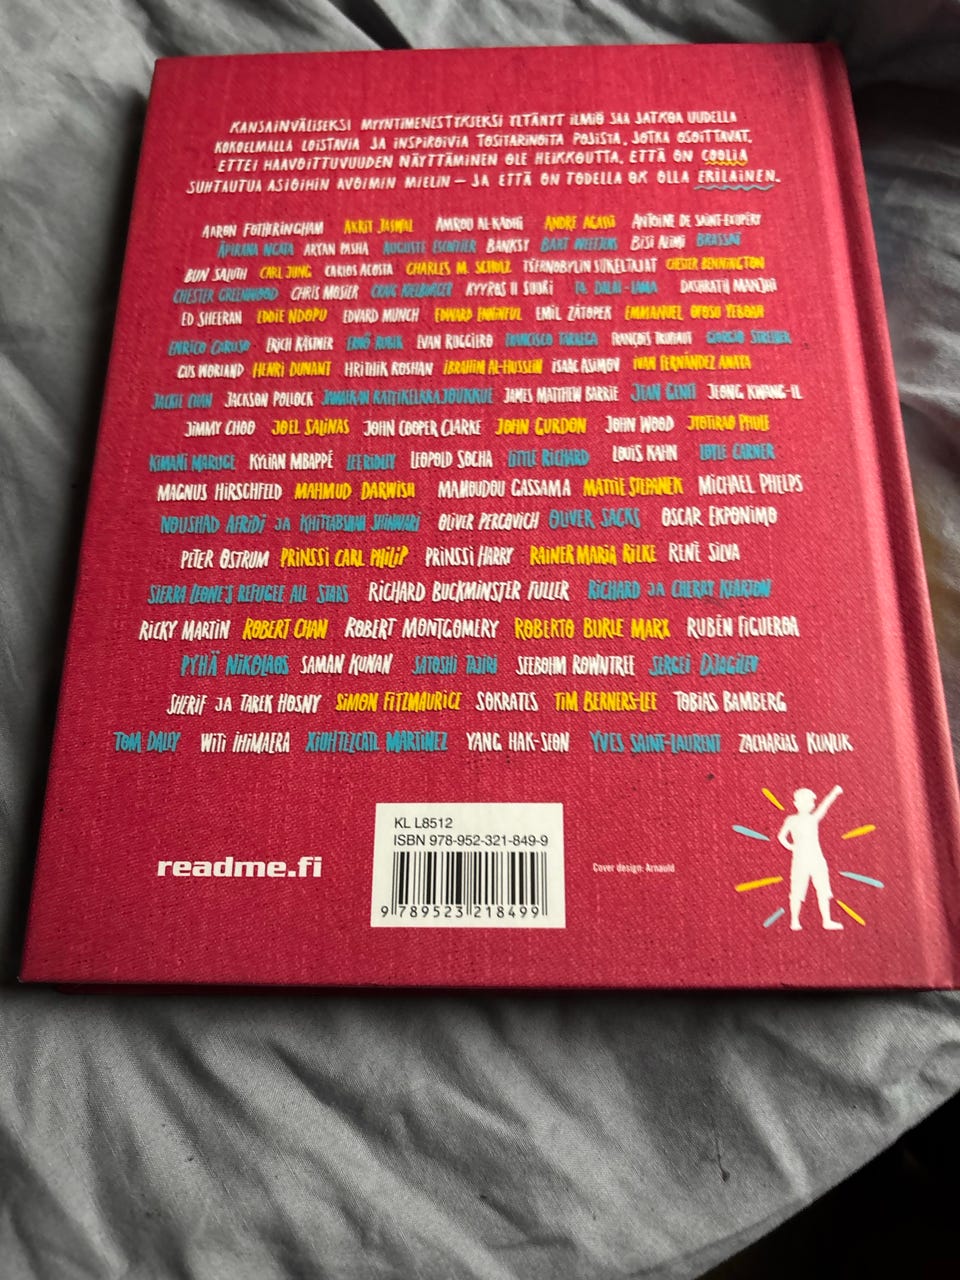 KANSAINVÄLISEKSI MYYNTIMENESTYKSEKSI YLTÄNYT ILMIÖ SAA JATKOA UUDELLA
KOKOELMALLA LOISTAVIA JA INSPIROIVIA TOSITARINOITA POJISTA, JOTKA OSOITTAVAT,
ETTEI HAAVOITTUVUUDEN NÄYTTÄMINEN OLE HEIKKOUTTA, ETTÄ ON COOLIA
SUHTAUTUA ASIOIHIN AVOIMIN MIELIN – JA ETTÄ ON TODELLA OK OLLA ERILAINEN.
AARON FOTHERINGHAM AKRIT JASWAL AMROU AL-KADHI ANDRE AGASSI ANTOINE DE SAINT-EXUPÉRY
ĀPIRANA NGATA ARYAN PASHA AUGUSTE ESCOFFIER BANKSY BART WEETJENS BISI ALIMI BRASSAÏ
BUN SALUTH CARL JUNG CARLOS ACOSTA CHARLES M. SCHULZ TŠERNOBYLIN SUKELTAJAT CHESTER BENNINGTON
CHESTER GREENWOOD CHRIS MOSIER CRAIG KIELBURGER KYYROS II SUURI 14. DALAI-LAMA DASHRATH MANJHI
ED SHEERAN EDDIE NDOPU EDVARD MUNCH EDWARD ENNINFUL EMIL ZÁTOPEK EMMANUEL OFOSU YEBOAH
ENRICO CARUSO ERICH KÄSTNER ERNŐ RUBIK EVAN RUGGIERO FRANCISCO TÁRREGA FRANÇOIS TRUFFAUT GIORGIO STREHLER
GUS WORLAND HENRI DUNANT HRITHIK ROSHAN IBRAHIM AL-HUSSEIN ISAAC ASIMOV IVAN FERNÁNDEZ ANAYA
JACKIE CHAN JACKSON POLLOCK JAMAIKAN RATTIKELKKAJOUKKUE JAMES MATTHEW BARRIE JEAN GENET JEONG KWANG-IL
JIMMY CHOO JOEL SALINAS JOHN COOPER CLARKE JOHN GURDON JOHN WOOD JYOTIRAO PHULE
KIMANI MARUGE KYLIAN MBAPPÉ LEE RIDLEY LEOPOLD SOCHA LITTLE RICHARD LOUIS KAHN LOYLE CARNER
MAGNUS HIRSCHFELD MAHMUD DARWISH MAMOUDOU GASSAMA MATTIE STEPANEK MICHAEL PHELPS
NOUSHAD AFRIDI JA KHITTABSHAH SHINWARI OLIVER PERCOVICH OLIVER SACKS OSCAR EKPONIMO
PETER OSTRUM PRINSSI CARL PHILIP PRINSSI HARRY RAINER MARIA RILKE RENÉ SILVA
SIERRA LEONE'S REFUGEE ALL STARS RICHARD BUCKMINSTER FULLER RICHARD JA CHERRY KEARTON
RICKY MARTIN ROBERT CHAN ROBERT MONTGOMERY ROBERTO BURLE MARX RUBÉN FIGUEROA
PYHÄ NIKOLAOS SAMAN KUNAN SATOSHI TAJIRI SEEBOHM ROWNTREE SERGEI DJAGILEV
SHERIF JA TAREK HOSNY SIMON FITZMAURICE SOKRATES TIM BERNERS-LEE TOBIAS BAMBERG
TOM DALEY WITI IHIMAERA XIUHTEZCATL MARTINEZ YANG HAK-SEON YVES SAINT-LAURENT ZACHARIAS KUNUK
KL L8512
ISBN 978-952-321-849-9
readme.fi
Cover design: Arnauld
9 789523 218499